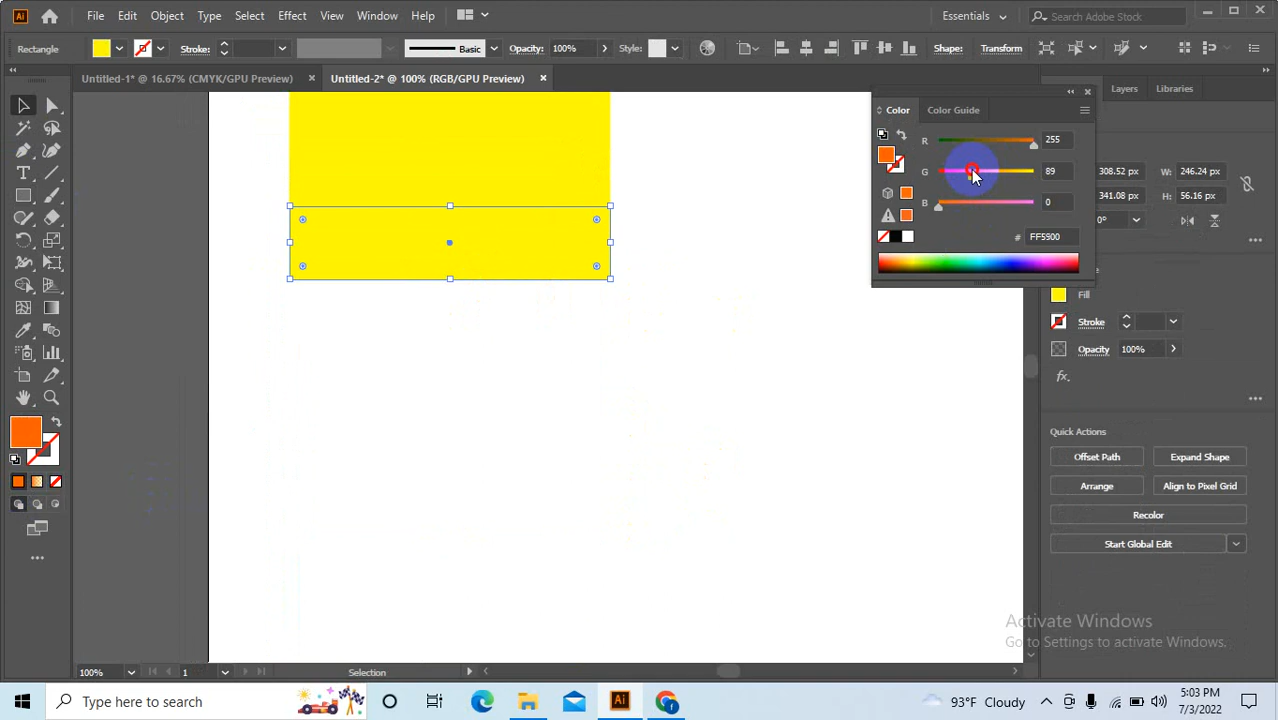 Ai File Edit Object Type Select Effect View Window Help Essentials Search Adobe Stock
Rectangle Stroke: Basic Opacity: 100% Style: Shape: Transform
Untitled-1* @ 16.67% (CMYK/GPU Preview) Untitled-2* @ 100% (RGB/GPU Preview) Layers Libraries
Color Color Guide
R 255
G 89
B 0
# FF5900
308.52 px W: 246.24 px
341.08 px H: 56.16 px
0°
Fill
Stroke
Opacity 100%
fx.
Quick Actions
Offset Path Expand Shape
Arrange Align to Pixel Grid
Recolor
Start Global Edit
Activate Windows
Go to Settings to activate Windows.
100% 1 Selection
Type here to search Ai 93°F Cloudy 5:03 PM
7/3/2022